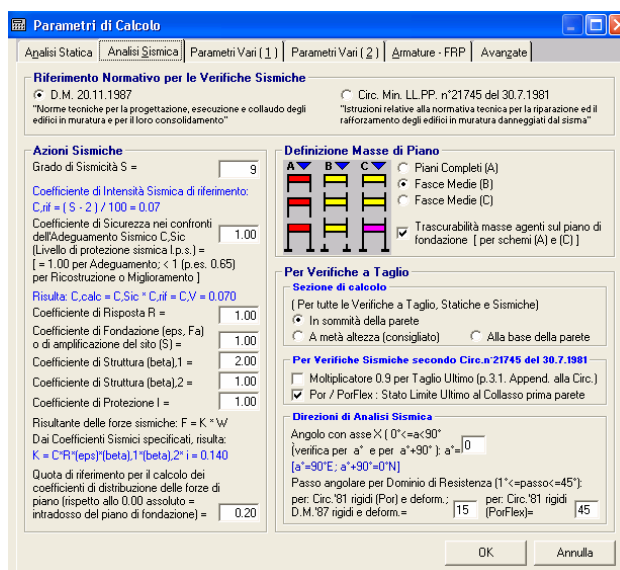 Parametri di Calcolo
Analisi Statica
Analisi Sismica
Parametri Vari ( 1 )
Parametri Vari ( 2 )
Armature - FRP
Avanzate
Riferimento Normativo per le Verifiche Sismiche
D.M. 20.11.1987
"Norme tecniche per la progettazione, esecuzione e collaudo degli
edifici in muratura e per il loro consolidamento"
Circ. Min. LL.PP. n°21745 del 30.7.1981
"Istruzioni relative alla normativa tecnica per la riparazione ed il
rafforzamento degli edifici in muratura danneggiati dal sisma"
Azioni Sismiche
Grado di Sismicità S = 9
Coefficiente di Intensità Sismica di riferimento:
C,rif = ( S - 2 ) / 100 = 0.07
Coefficiente di Sicurezza nei confronti
dell'Adeguamento Sismico C,Sic 1.00
(Livello di protezione sismica l.p.s.) =
[ = 1.00 per Adeguamento; < 1 (p.es. 0.65)
per Ricostruzione o Miglioramento ]
Risulta: C,calc = C,Sic * C,rif = C,V = 0.070
Coefficiente di Risposta R = 1.00
Coefficiente di Fondazione (eps, Fa)
o di amplificazione del sito (S) = 1.00
Coefficiente di Struttura (beta),1 = 2.00
Coefficiente di Struttura (beta),2 = 1.00
Coefficiente di Protezione I = 1.00
Risultante delle forze sismiche: F = K * W
Dai Coefficienti Sismici specificati, risulta:
K = C*R*(eps)*(beta),1*(beta),2* i = 0.140
Quota di riferimento per il calcolo dei
coefficienti di distribuzione delle forze di
piano (rispetto allo 0.00 assoluto =
intradosso del piano di fondazione) = 0.20
Definizione Masse di Piano
A B C
Piani Completi (A)
Fasce Medie (B)
Fasce Medie (C)
Trascurabilità masse agenti sul piano di
fondazione [ per schemi (A) e (C) ]
Per Verifiche a Taglio
Sezione di calcolo
( Per tutte le Verifiche a Taglio, Statiche e Sismiche)
In sommità della parete
A metà altezza (consigliato)
Alla base della parete
Per Verifiche Sismiche secondo Circ.n°21745 del 30.7.1981
Moltiplicatore 0.9 per Taglio Ultimo (p.3.1. Append. alla Circ.)
Por / PorFlex : Stato Limite Ultimo al Collasso prima parete
Direzioni di Analisi Sismica
Angolo con asse X ( 0°<=a<90°
(verifica per a° e per a°+90° ): a°= 0
[a°=90°E; a°+90°=0°N]
Passo angolare per Dominio di Resistenza (1°<=passo<=45°):
per: Circ.'81 rigidi (Por) e deform.;
D.M.'87 rigidi e deform.= 15
per: Circ.'81 rigidi
(PorFlex)= 45
OK
Annulla